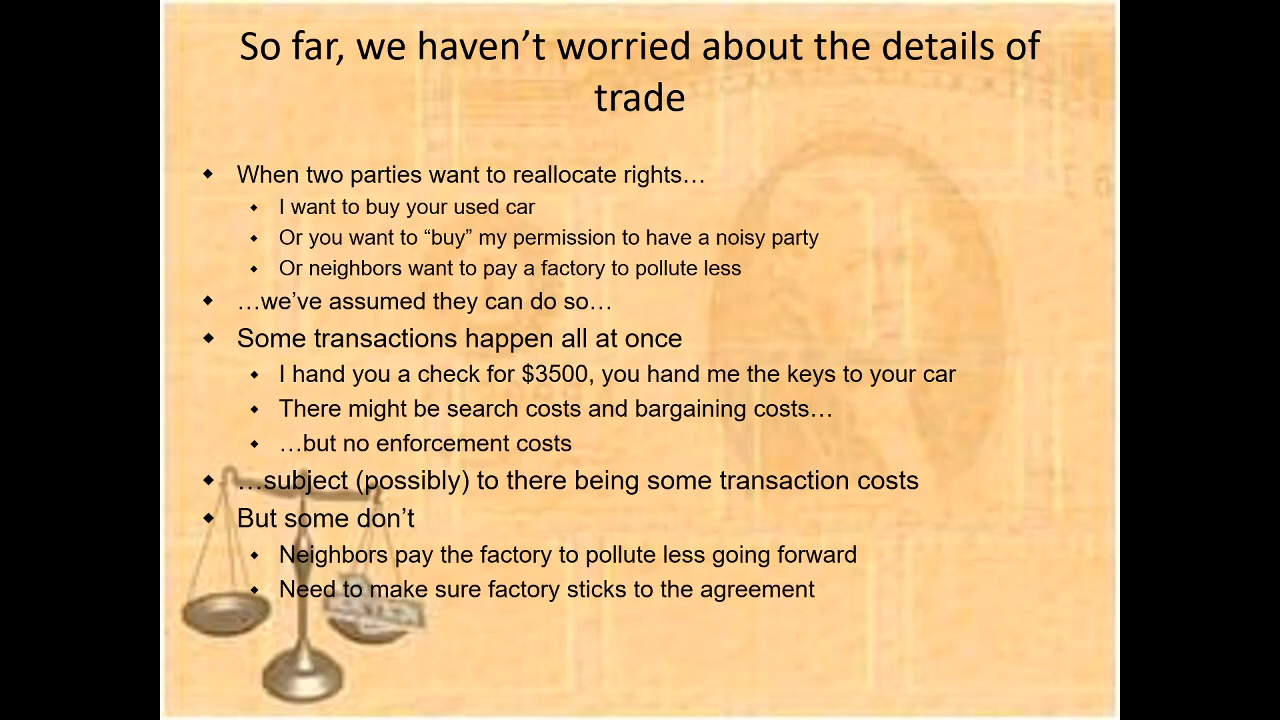 So far, we haven’t worried about the details of
trade
When two parties want to reallocate rights…
I want to buy your used car
Or you want to “buy” my permission to have a noisy party
Or neighbors want to pay a factory to pollute less
…we’ve assumed they can do so…
Some transactions happen all at once
I hand you a check for $3500, you hand me the keys to your car
There might be search costs and bargaining costs…
…but no enforcement costs
…subject (possibly) to there being some transaction costs
But some don’t
Neighbors pay the factory to pollute less going forward
Need to make sure factory sticks to the agreement